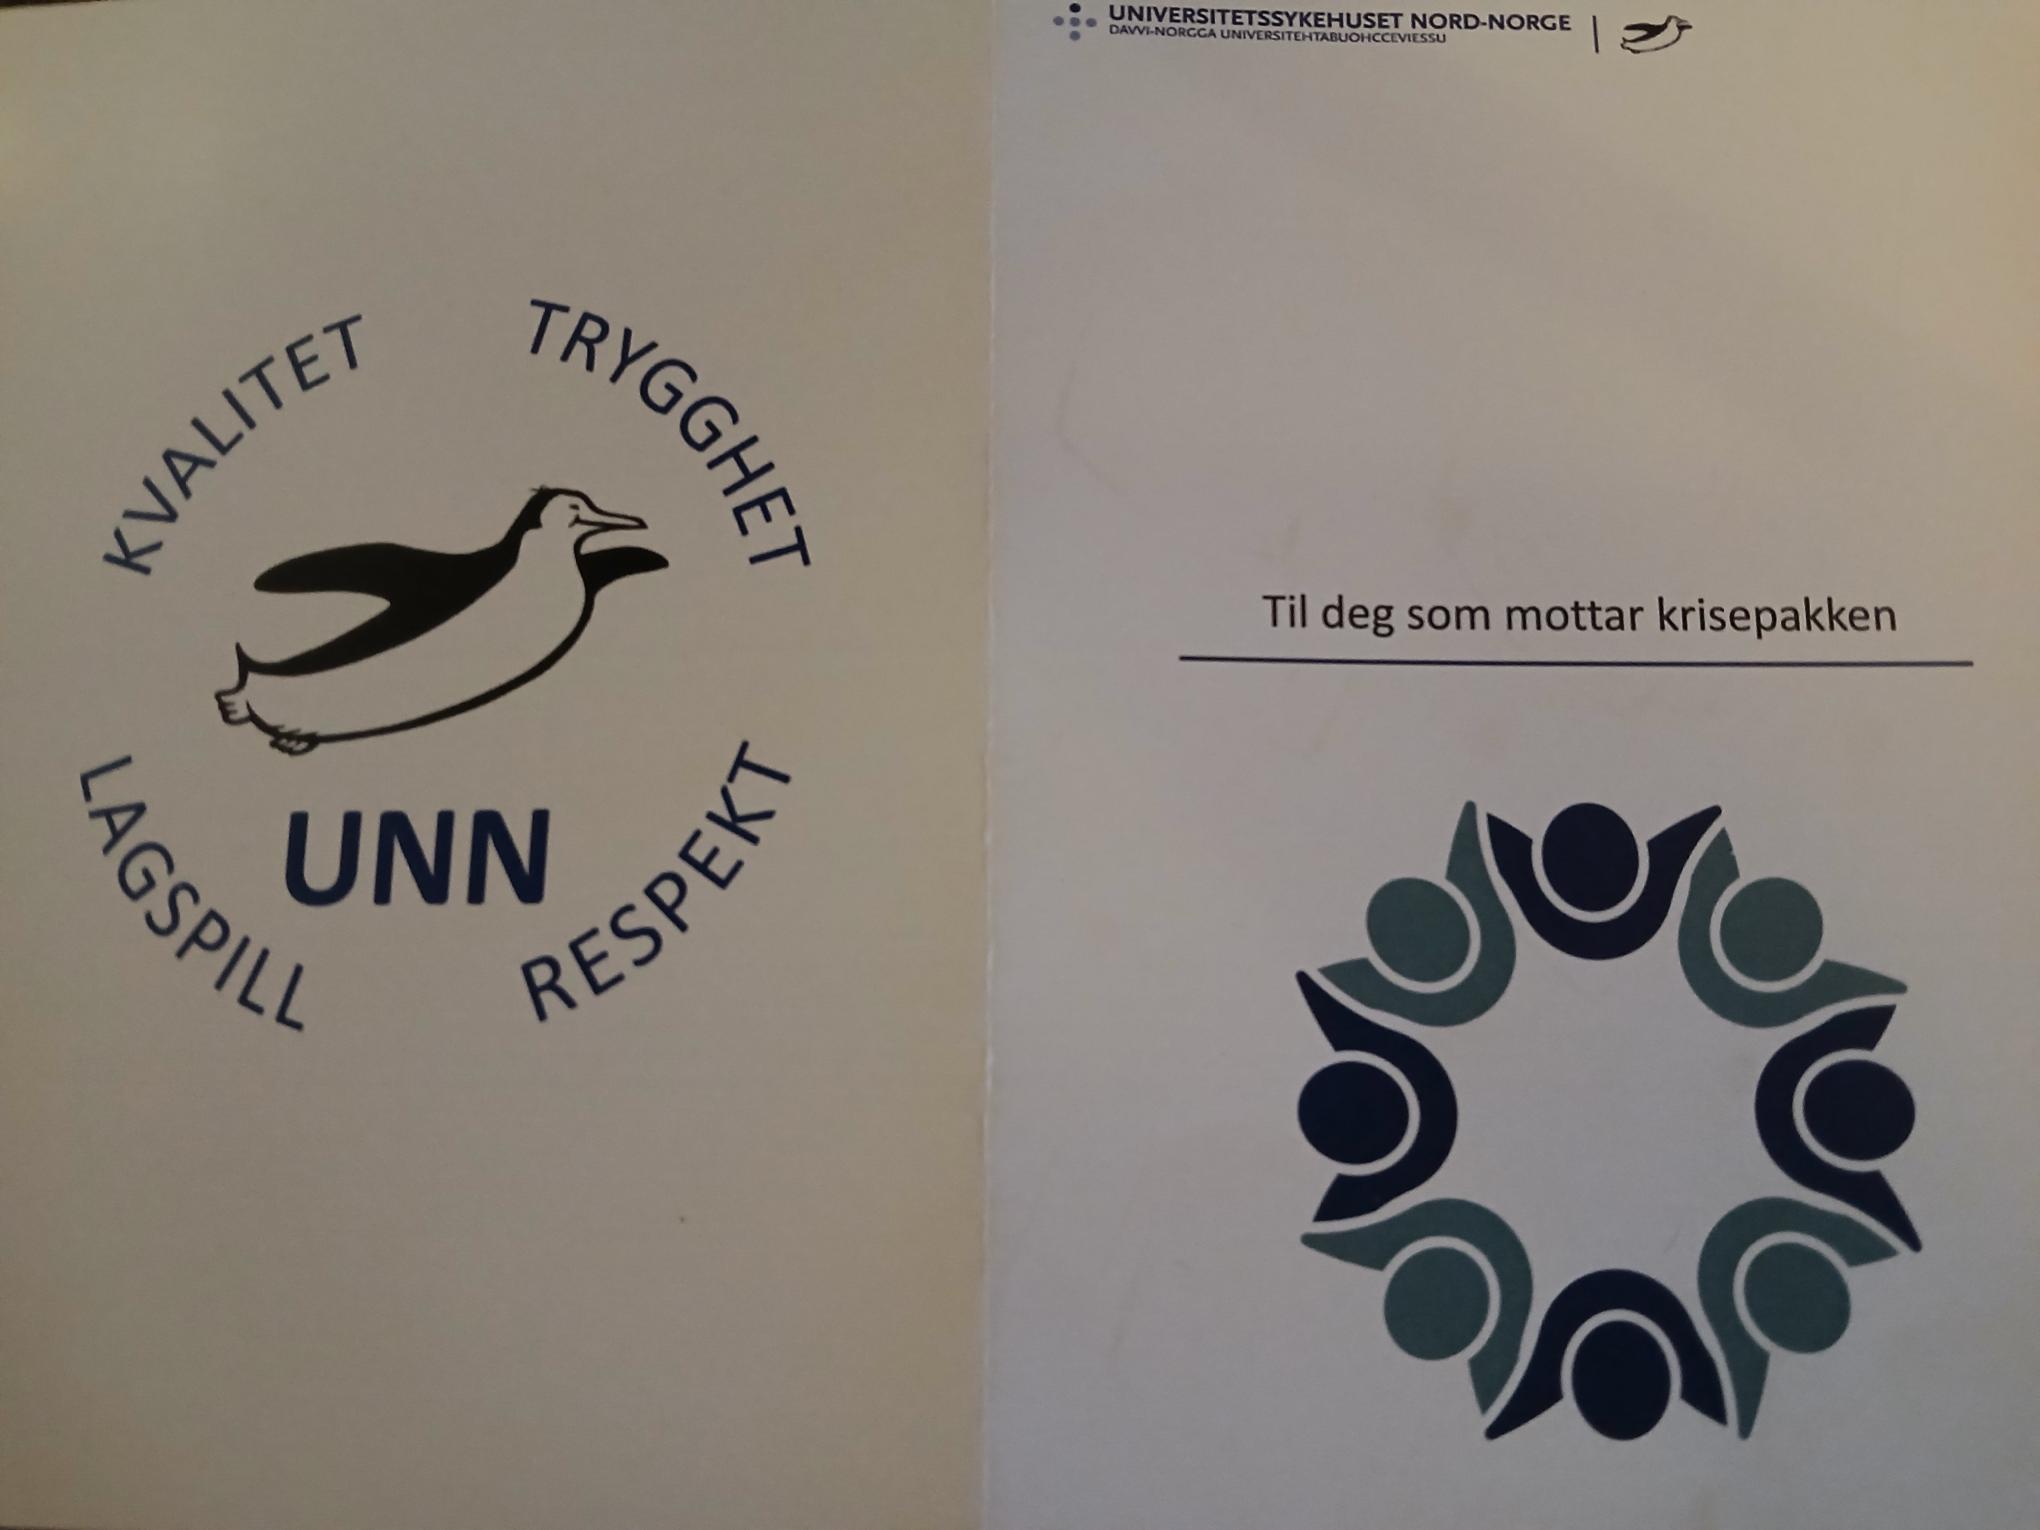 KVALITET
TRYGGHET
LAGSPILL
UNN
RESPEKT
UNIVERSITETSSYKEHUSET NORD-NORGE
DAVVI-NORGGA UNIVERSITEHTABUOHCCEVIESSU
Til deg som mottar krisepakken